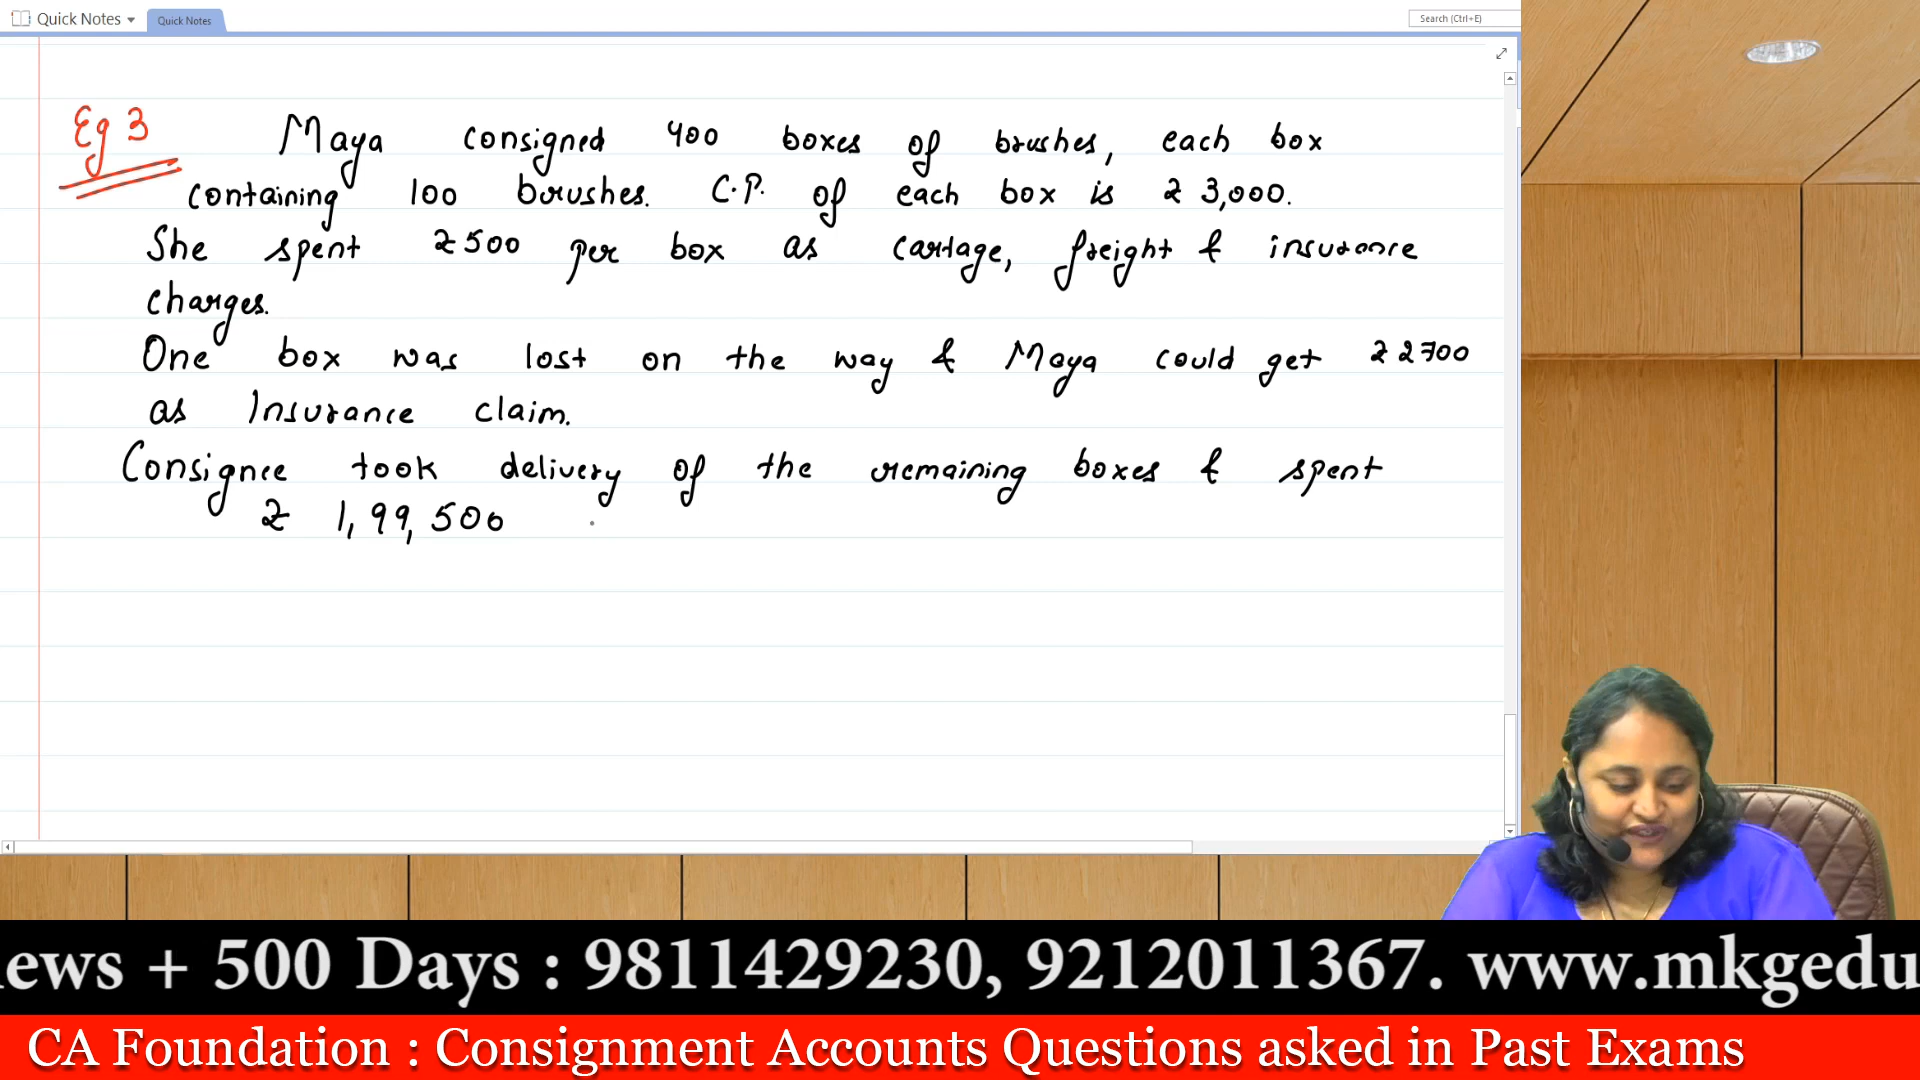 Quick Notes
Quick Notes
Search (Ctrl+E)
Eg 3
Maya consigned 400 boxes of brushes, each box
containing 100 brushes. C.P. of each box is ₹ 3,000.
She spent ₹500 per box as cartage, freight & insurance
charges.
One box was lost on the way & Maya could get ₹ 2700
as Insurance claim.
Consignee took delivery of the remaining boxes & spent
₹ 1,99,500
ews + 500 Days : 9811429230, 9212011367. www.mkgedu
CA Foundation : Consignment Accounts Questions asked in Past Exams